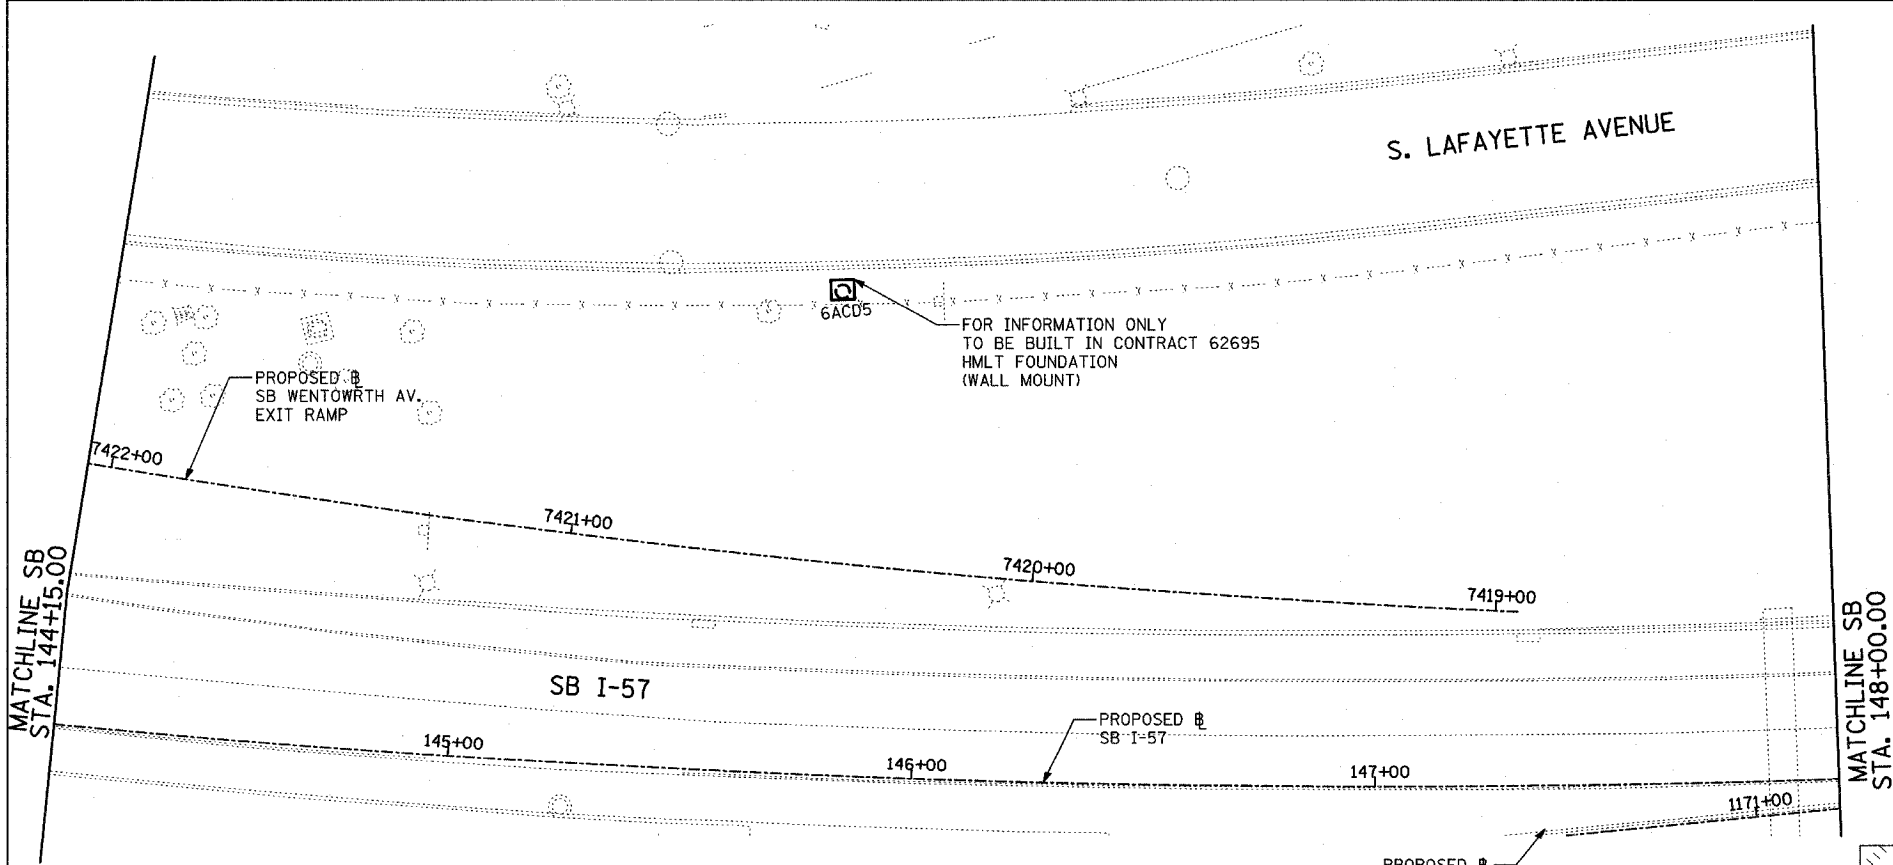 S. LAFAYETTE AVENUE
6ACD5
FOR INFORMATION ONLY
TO BE BUILT IN CONTRACT 62695
HMLT FOUNDATION
(WALL MOUNT)
PROPOSED ℄
SB WENTOWRTH AV.
EXIT RAMP
7422+00
7421+00
7420+00
7419+00
MATCHLINE SB
STA. 144+15.00
SB I-57
PROPOSED ℄
SB I-57
145+00
146+00
147+00
1171+00
MATCHLINE SB
STA. 148+00.00
PROPOSED